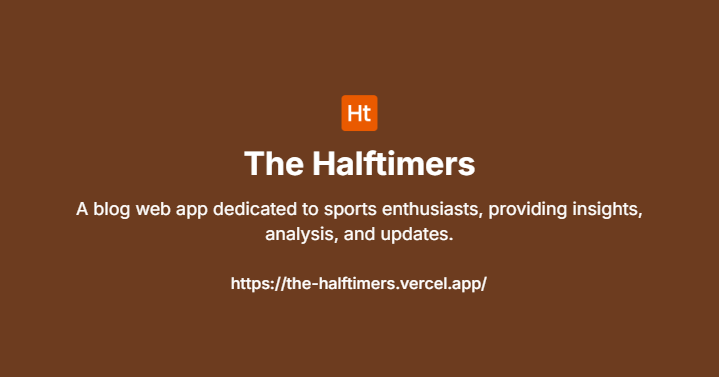 Ht
The Halftimers
A blog web app dedicated to sports enthusiasts, providing insights,
analysis, and updates.
https://the-halftimers.vercel.app/